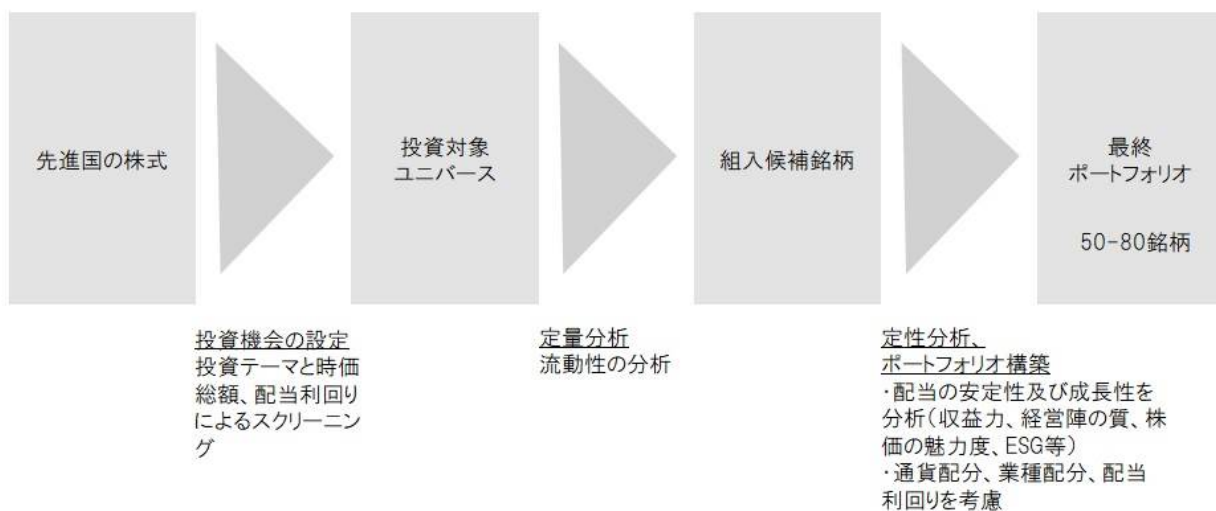 先進国の株式
投資対象
ユニバース
組入候補銘柄
最終
ポートフォリオ
50-80銘柄
投資機会の設定
投資テーマと時価
総額、配当利回り
によるスクリーニン
グ
定量分析
流動性の分析
定性分析、
ポートフォリオ構築
・配当の安定性及び成長性を
分析(収益力、経営陣の質、株
価の魅力度、ESG等)
・通貨配分、業種配分、配当
利回りを考慮